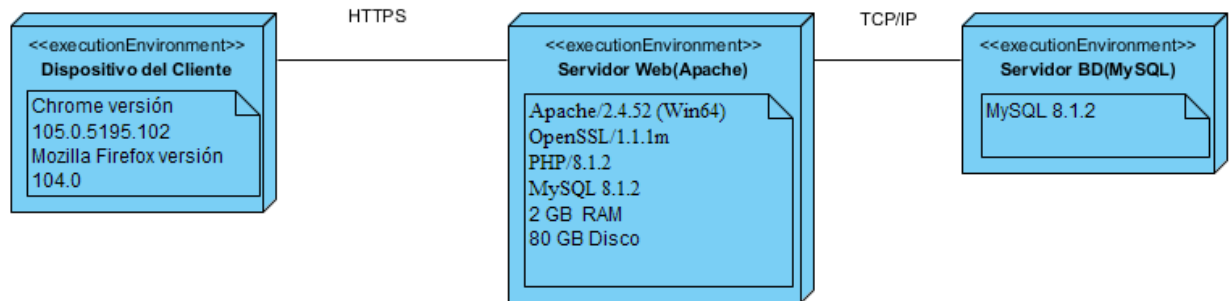 HTTPS
TCP/IP
<<executionEnvironment>>
Dispositivo del Cliente
Chrome versión
105.0.5195.102
Mozilla Firefox versión
104.0
<<executionEnvironment>>
Servidor Web(Apache)
Apache/2.4.52 (Win64)
OpenSSL/1.1.1m
PHP/8.1.2
MySQL 8.1.2
2 GB  RAM
80 GB Disco
<<executionEnvironment>>
Servidor BD(MySQL)
MySQL 8.1.2